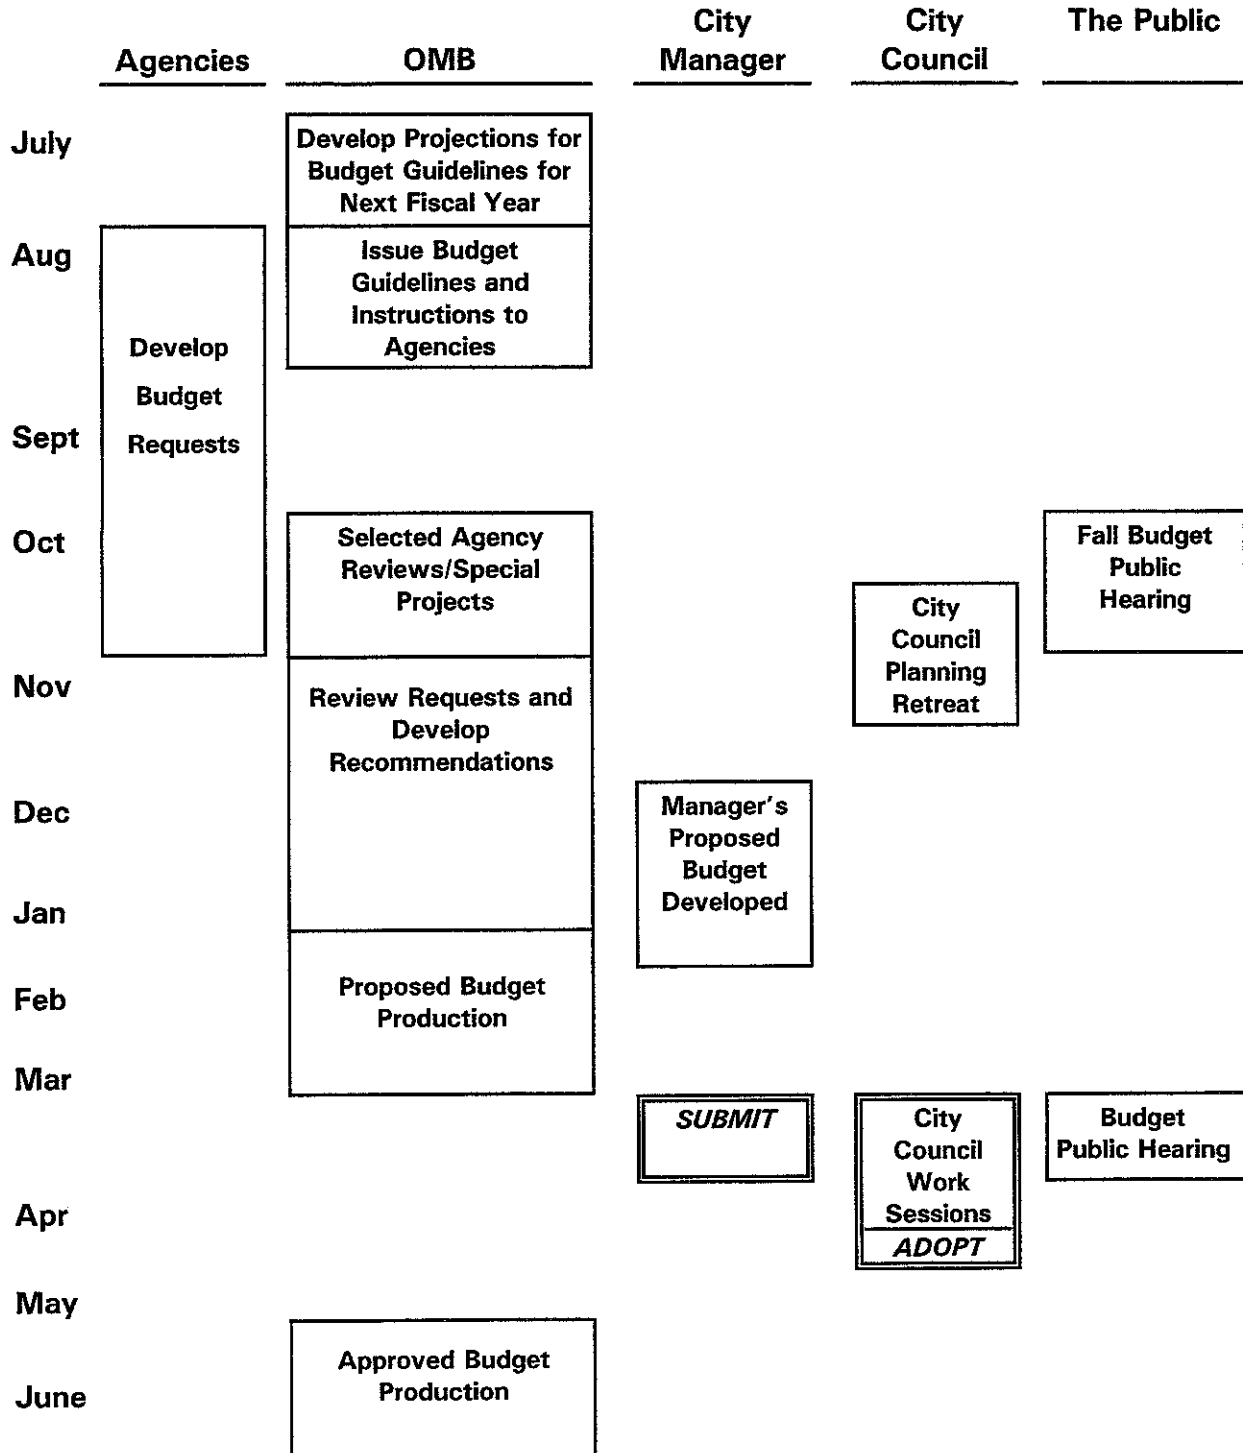 City
Manager
City
Council
The Public
Agencies
OMB
July
Develop Projections for
Budget Guidelines for
Next Fiscal Year
Aug
Issue Budget
Guidelines and
Instructions to
Agencies
Develop
Budget
Requests
Sept
Oct
Selected Agency
Reviews/Special
Projects
Fall Budget
Public
Hearing
City
Council
Planning
Retreat
Nov
Review Requests and
Develop
Recommendations
Dec
Manager's
Proposed
Budget
Developed
Jan
Feb
Proposed Budget
Production
Mar
SUBMIT
City
Council
Work
Sessions
ADOPT
Budget
Public Hearing
Apr
May
Approved Budget
Production
June